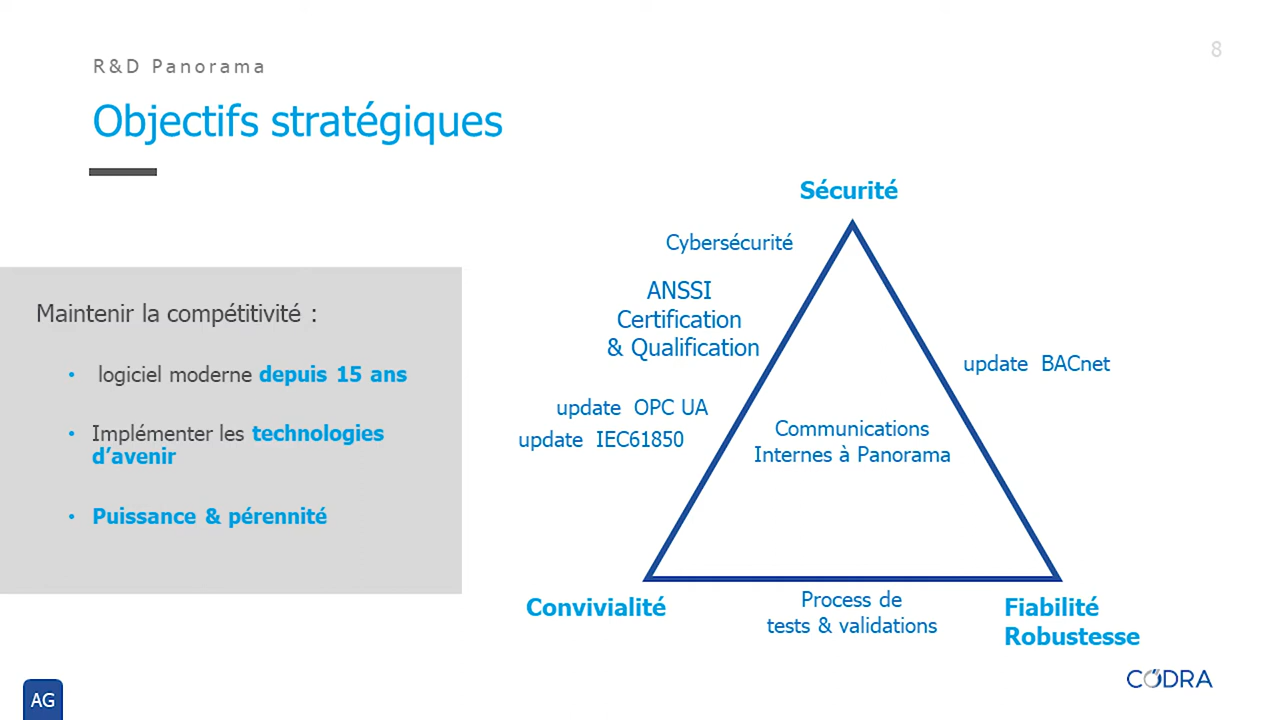 8
R&D Panorama
Objectifs stratégiques
Maintenir la compétitivité :
• logiciel moderne depuis 15 ans
• Implémenter les technologies
d’avenir
• Puissance & pérennité
Sécurité
Cybersécurité
ANSSI
Certification
& Qualification
update BACnet
update OPC UA
update IEC61850
Communications
Internes à Panorama
Convivialité
Process de
tests & validations
Fiabilité
Robustesse
AG
CODRA